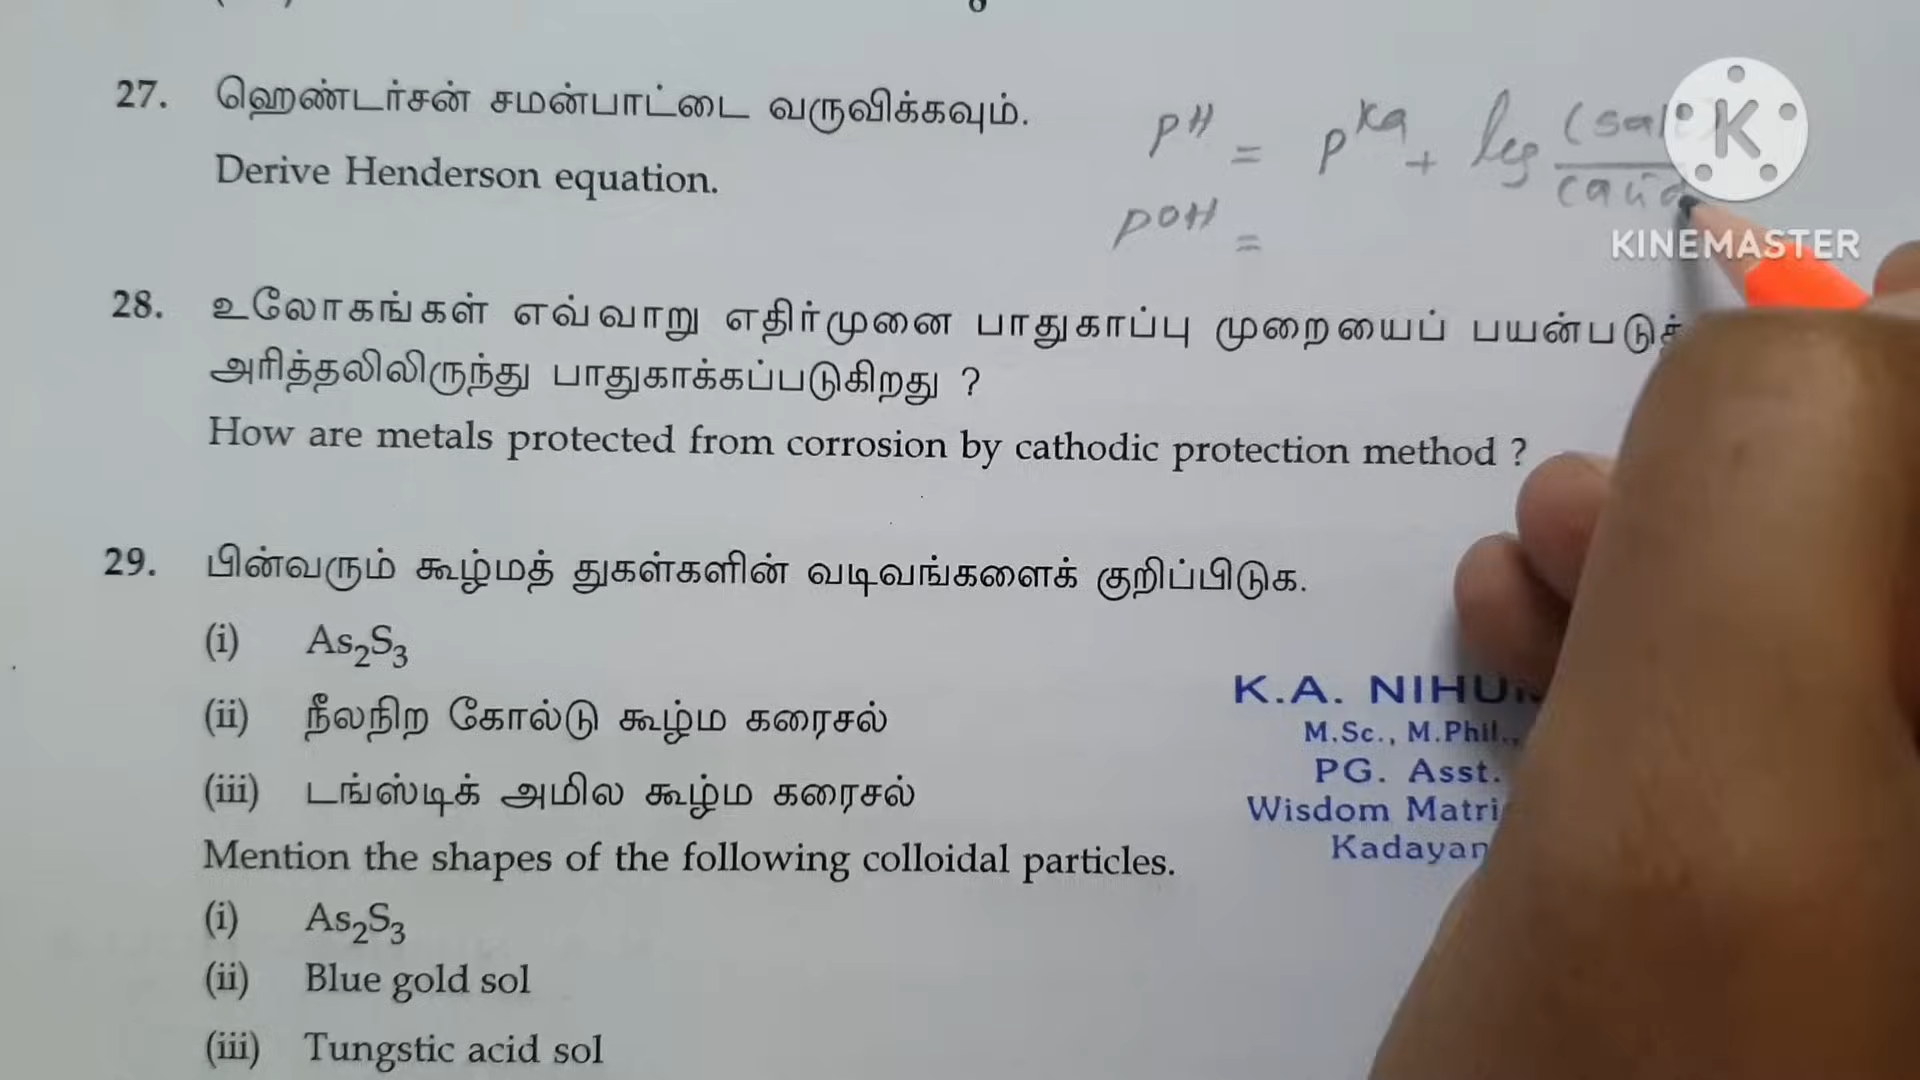 27. ஹெண்டர்சன் சமன்பாட்டை வருவிக்கவும்.
Derive Henderson equation.
pH = pKa + log (sal
(acid
pOH =
K
KINEMASTER
28. உலோகங்கள் எவ்வாறு எதிர்முனை பாதுகாப்பு முறையைப்
அரித்தலிலிருந்து பாதுகாக்கப்படுகிறது ?
How are metals protected from corrosion by cathodic protection method ?
29. பின்வரும் கூழ்மத் துகள்களின் வடிவங்களைக் குறிப்பிடுக.
(i) As₂S₃
(ii) நீலநிற கோல்டு கூழ்ம கரைசல்
(iii) டங்ஸ்டிக் அமில கூழ்ம கரைசல்
Mention the shapes of the following colloidal particles.
(i) As₂S₃
(ii) Blue gold sol
(iii) Tungstic acid sol
K.A. NIHU
M.Sc., M.Phil.,
PG. Asst.
Wisdom Matri
Kadayan